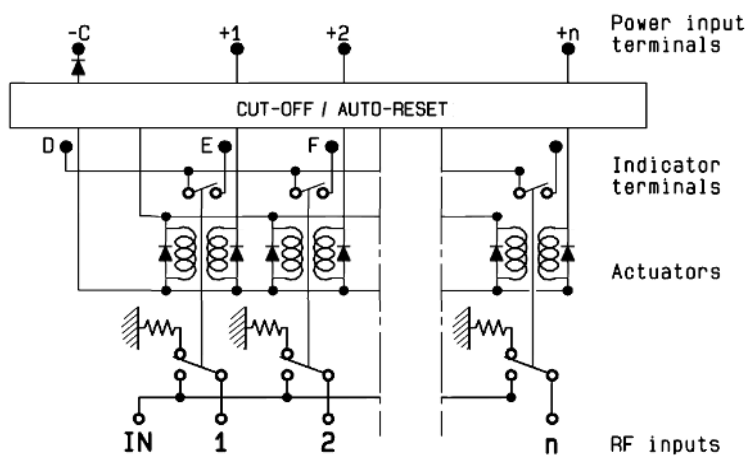 -C +1 +2 +n Power input
terminals
CUT-OFF / AUTO-RESET
D E F Indicator
terminals
Actuators
IN 1 2 n RF inputs